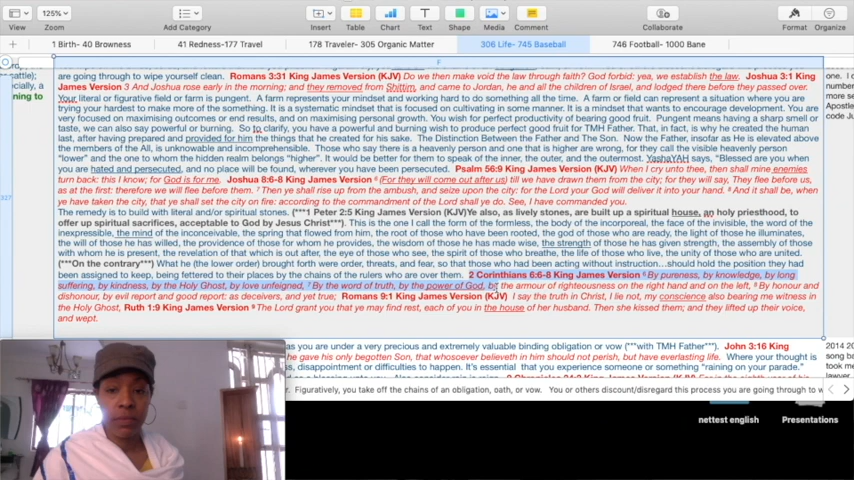 125%
View
Zoom
Add Category
Insert
Table
Chart
Text
Shape
Media
Comment
Collaborate
Format
Organize
1 Birth- 40 Browness
41 Redness-177 Travel
178 Traveler- 305 Organic Matter
306 Life- 745 Baseball
746 Football- 1000 Bane
F
are going through to wipe yourself clean. Romans 3:31 King James Version (KJV) Do we then make void the law through faith? God forbid: yea, we establish the law. Joshua 3:1 King
James Version 3 And Joshua rose early in the morning; and they removed from Shittim, and came to Jordan, he and all the children of Israel, and lodged there before they passed over.
Your literal or figurative field or farm is pungent. A farm represents your mindset and working hard to do something all the time. A farm or field can represent a situation where you are
trying your hardest to make more of something. It is a systematic mindset that is focused on cultivating in some manner. It is a mindset that wants to encourage development. You are
very focused on maximising outcomes or end results, and on maximising personal growth. You wish for perfect productivity of bearing good fruit. Pungent means having a sharp smell or
taste, we can also say powerful or burning. So to clarify, you have a powerful and burning wish to produce perfect good fruit for TMH Father. That, in fact, is why he created the human
last, after having prepared and provided for him the things that he created for his sake. The Distinction Between the Father and The Son. Now the Father, insofar as He is elevated above
the members of the All, is unknowable and incomprehensible. Those who say there is a heavenly person and one that is higher are wrong, for they call the visible heavenly person
“lower” and the one to whom the hidden realm belongs “higher”. It would be better for them to speak of the inner, the outer, and the outermost. YashaYAH says, “Blessed are you when
you are hated and persecuted, and no place will be found, wherever you have been persecuted. Psalm 56:9 King James Version (KJV) When I cry unto thee, then shall mine enemies
turn back: this I know; for God is for me. Joshua 8:6-8 King James Version 6 (For they will come out after us) till we have drawn them from the city; for they will say, They flee before us,
as at the first: therefore we will flee before them. 7 Then ye shall rise up from the ambush, and seize upon the city: for the Lord your God will deliver it into your hand. 8 And it shall be, when
ye have taken the city, that ye shall set the city on fire: according to the commandment of the Lord shall ye do. See, I have commanded you.
327
The remedy is to build with literal and/or spiritual stones. (***1 Peter 2:5 King James Version (KJV)Ye also, as lively stones, are built up a spiritual house, an holy priesthood, to
offer up spiritual sacrifices, acceptable to God by Jesus Christ***). This is the one I call the form of the formless, the body of the incorporeal, the face of the invisible, the word of the
inexpressible, the mind of the inconceivable, the spring that flowed from him, the root of those who have been rooted, the god of those who are ready, the light of those he illuminates,
the will of those he has willed, the providence of those for whom he provides, the wisdom of those he has made wise, the strength of those he has given strength, the assembly of those
with whom he is present, the revelation of that which is out after, the eye of those who see, the spirit of those who breathe, the life of those who live, the unity of those who are united.
(***On the contrary) What he (the lower) brought forth were order, threats, and fear, so that those who had been acting without instruction...should hold the position they had
been assigned to keep, being fettered to their places by the chains of the rulers who are over them. 2 Corinthians 6:6-8 King James Version 6 By pureness, by knowledge, by long
suffering, by kindness, by the Holy Ghost, by love unfeigned, 7 By the word of truth, by the power of God, by the armour of righteousness on the right hand and on the left, 8 By honour and
dishonour, by evil report and good report: as deceivers, and yet true; Romans 9:1 King James Version (KJV) I say the truth in Christ, I lie not, my conscience also bearing me witness
in the Holy Ghost, Ruth 1:9 King James Version 9 The Lord grant you that ye may find rest, each of you in the house of her husband. Then she kissed them; and they lifted up their voice,
and wept.
as you are under a very precious and extremely valuable binding obligation or vow (***with TMH Father). John 3:16 King
he gave his only begotten Son, that whosoever believeth in him should not perish, but have everlasting life. Where your thought is
disappointment or difficulties to happen. It's essential that you experience someone or something “raining on your parade.”
Figuratively, you take off the chains of an obligation, oath, or vow. You or others discount/disregard this process you are going through to w
nettest english
Presentations